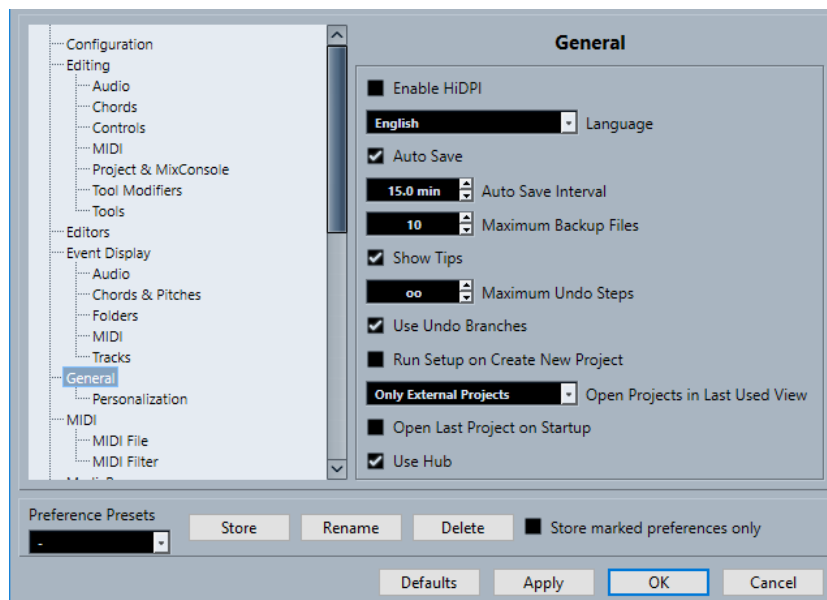 Configuration
Editing
Audio
Chords
Controls
MIDI
Project & MixConsole
Tool Modifiers
Tools
Editors
Event Display
Audio
Chords & Pitches
Folders
MIDI
Tracks
General
Personalization
MIDI
MIDI File
MIDI Filter
General
Enable HiDPI
English Language
Auto Save
15.0 min Auto Save Interval
10 Maximum Backup Files
Show Tips
oo Maximum Undo Steps
Use Undo Branches
Run Setup on Create New Project
Only External Projects Open Projects in Last Used View
Open Last Project on Startup
Use Hub
Preference Presets
-
Store Rename Delete Store marked preferences only
Defaults Apply OK Cancel